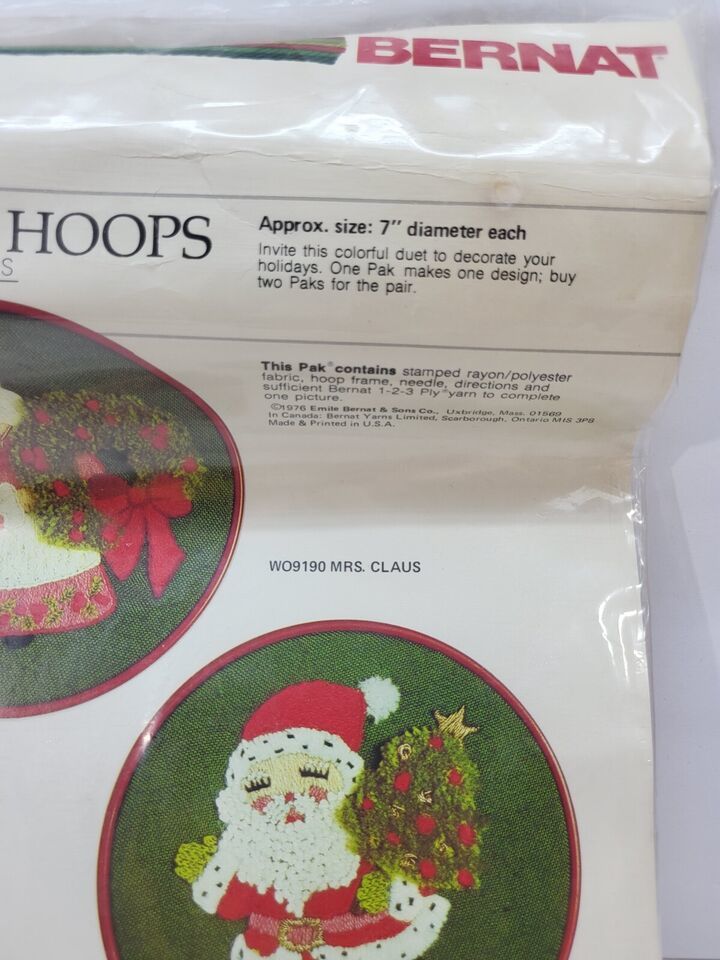 BERNAT
HOOPS
S
Approx. size: 7" diameter each
Invite this colorful duet to decorate your
holidays. One Pak makes one design; buy
two Paks for the pair.
This Pak® contains stamped rayon/polyester
fabric, hoop frame, needle, directions and
sufficient Bernat 1-2-3 Ply® yarn to complete
one picture.
©1976 Emile Bernat & Sons Co., Uxbridge, Mass. 01569
In Canada: Bernat Yarns Limited, Scarborough, Ontario M1S 3P8
Made & Printed in U.S.A.
WO9190 MRS. CLAUS